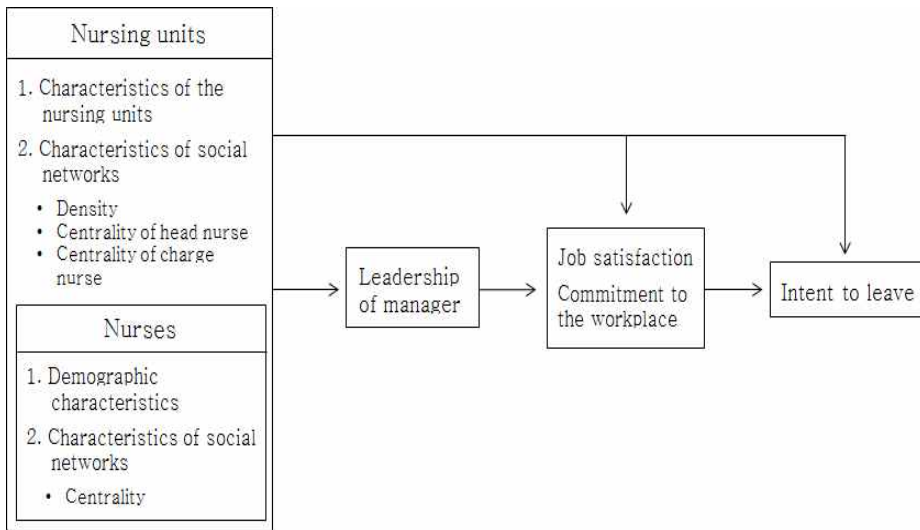 Nursing units
1. Characteristics of the
nursing units
2. Characteristics of social
networks
• Density
• Centrality of head nurse
• Centrality of charge
nurse
Nurses
1. Demographic
characteristics
2. Characteristics of social
networks
• Centrality
Leadership
of manager
Job satisfaction
Commitment to
the workplace
Intent to leave